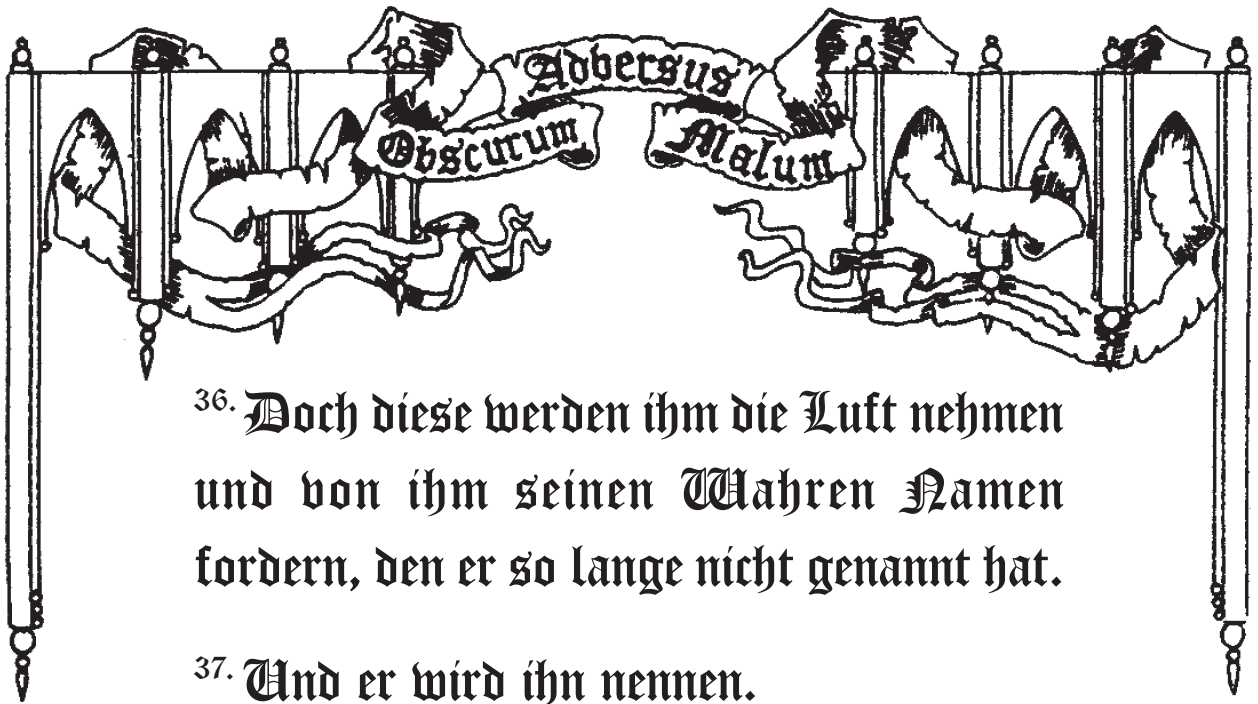 Adversus
Obscurum Malum
36. Doch diese werden ihm die Luft nehmen
und von ihm seinen Wahren Namen
fordern, den er so lange nicht genannt hat.
37. Und er wird ihn nennen.